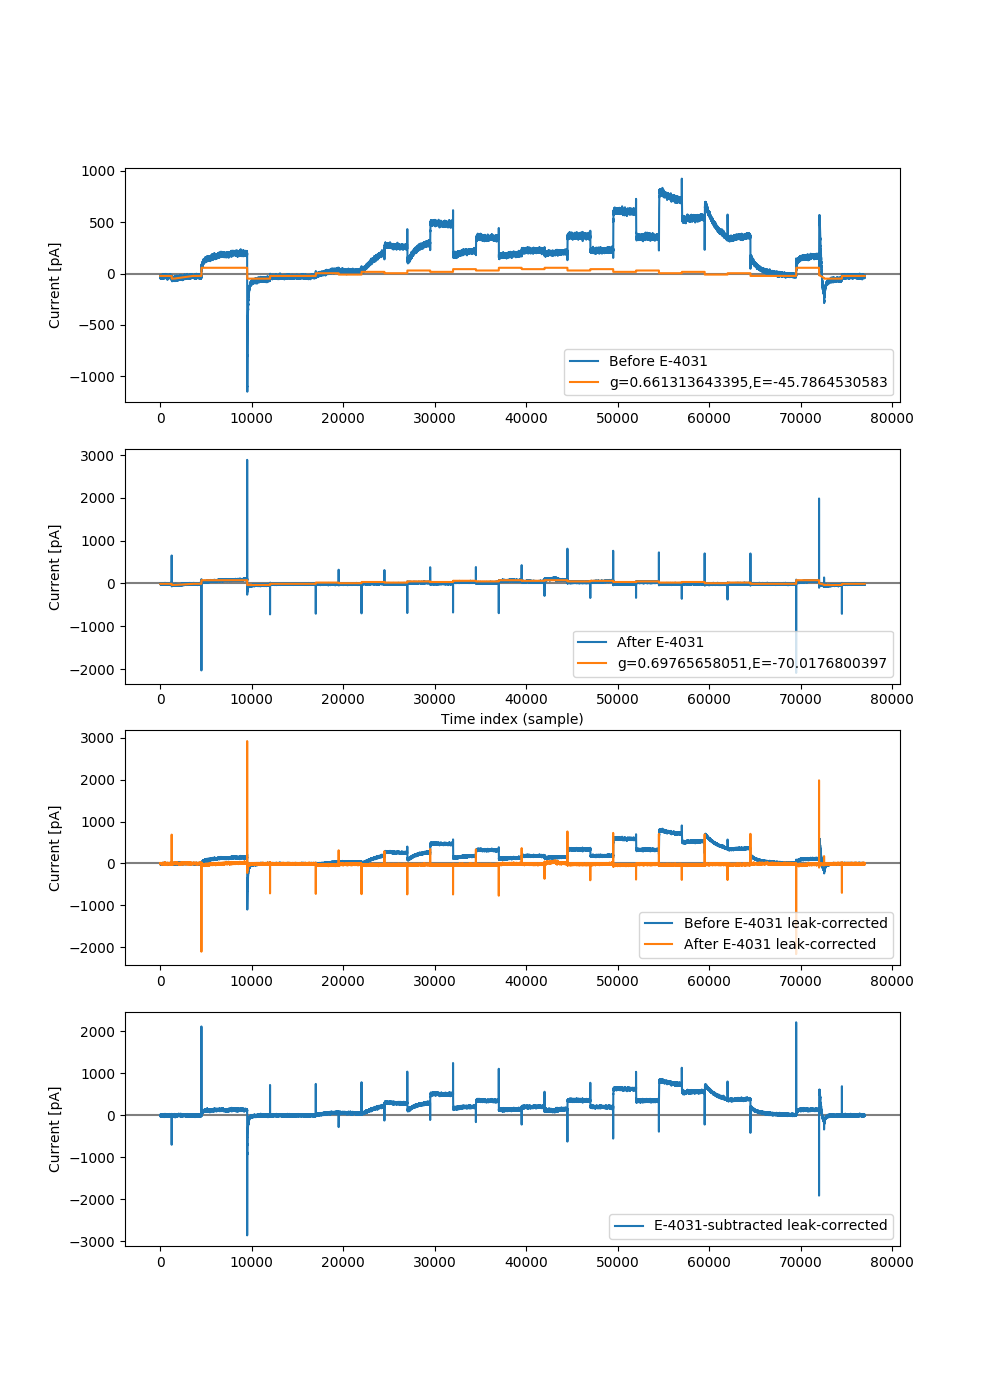 1000
500
0
−500
−1000
Current [pA]
Before E-4031
g=0.661313643395,E=-45.7864530583
0 10000 20000 30000 40000 50000 60000 70000 80000
3000
2000
1000
0
−1000
−2000
Current [pA]
After E-4031
g=0.69765658051,E=-70.0176800397
0 10000 20000 30000 40000 50000 60000 70000 80000
Time index (sample)
3000
2000
1000
0
−1000
−2000
Current [pA]
Before E-4031 leak-corrected
After E-4031 leak-corrected
0 10000 20000 30000 40000 50000 60000 70000 80000
2000
1000
0
−1000
−2000
−3000
Current [pA]
E-4031-subtracted leak-corrected
0 10000 20000 30000 40000 50000 60000 70000 80000